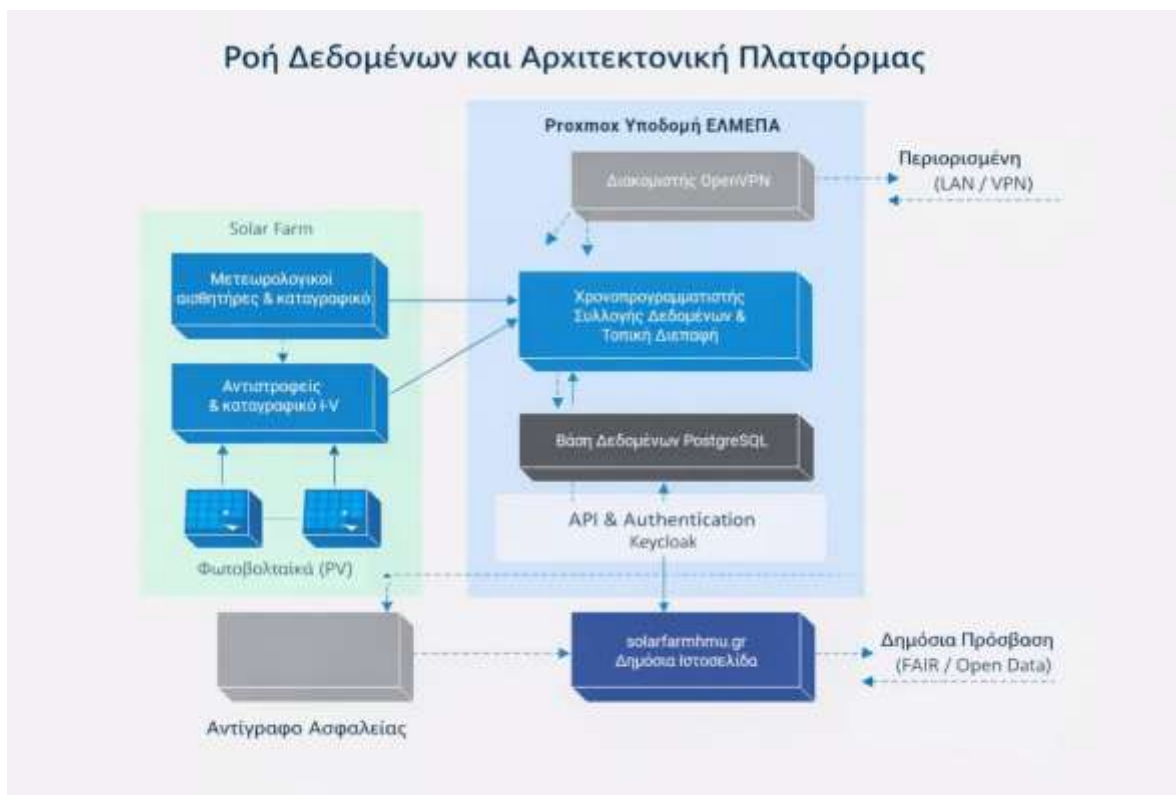 Ροή Δεδομένων και Αρχιτεκτονική Πλατφόρμας
Proxmox Υποδομή ΕΛΜΕΠΑ
Διακομιστής OpenVPN
Περιορισμένη
(LAN / VPN)
Solar Farm
Μετεωρολογικοί
αισθητήρες & καταγραφικό
Χρονοπρογραμματιστής
Συλλογής Δεδομένων &
Τοπική Διεπαφή
Αντιστροφείς
& καταγραφικό I-V
Βάση Δεδομένων PostgreSQL
API & Authentication
Keycloak
Φωτοβολταϊκά (PV)
solarfarmhmu.gr
Δημόσια Ιστοσελίδα
Δημόσια Πρόσβαση
(FAIR / Open Data)
Αντίγραφο Ασφαλείας